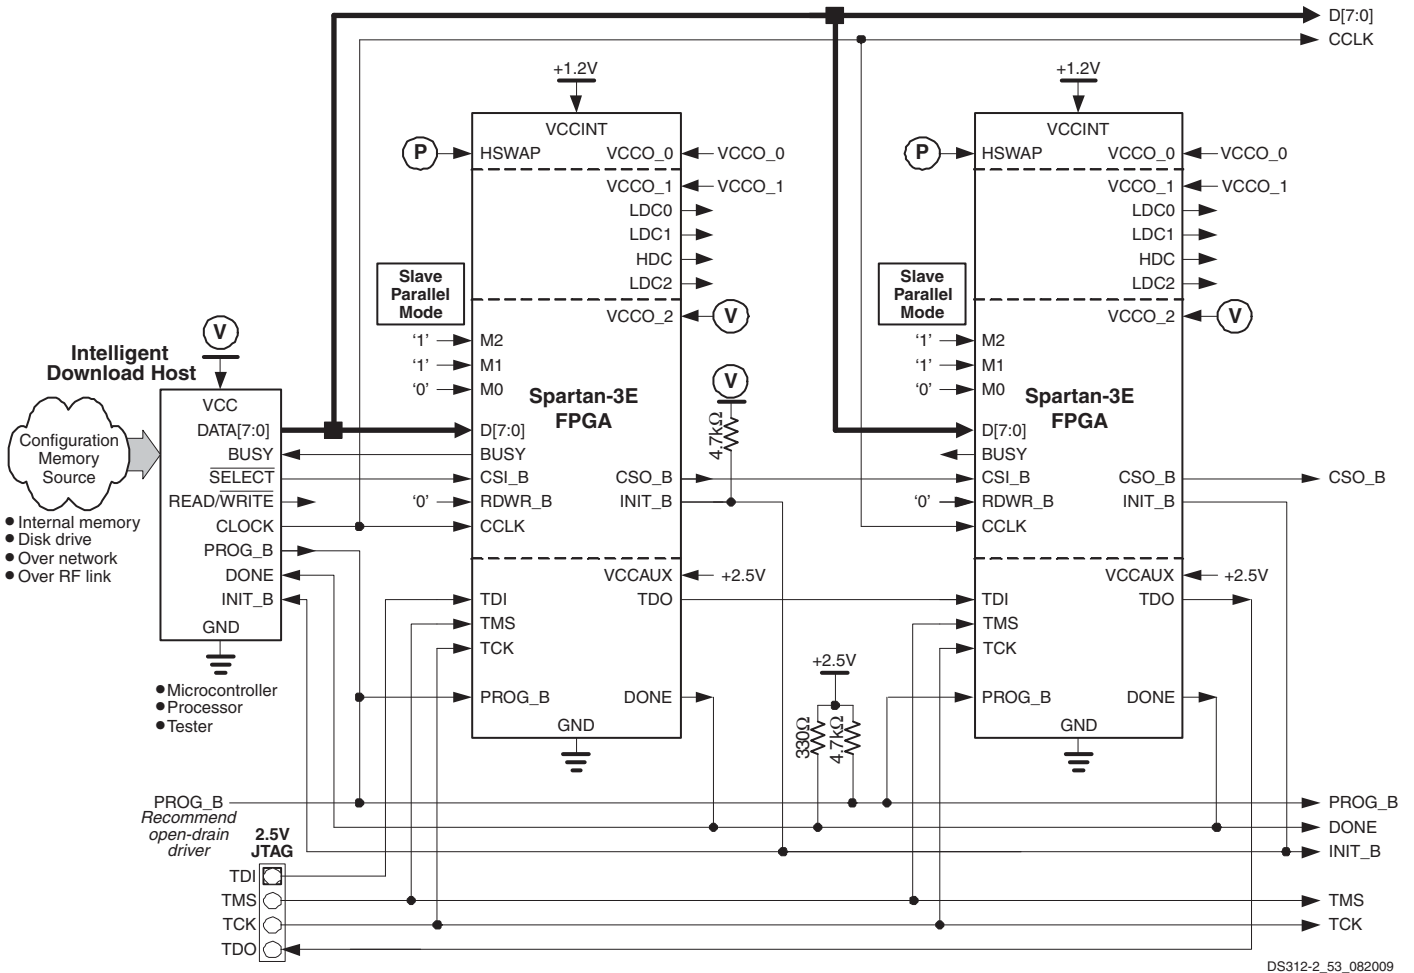 D[7:0]
CCLK
+1.2V
+1.2V
VCCINT
VCCINT
P
HSWAP
VCCO_0
VCCO_0
P
HSWAP
VCCO_0
VCCO_0
VCCO_1
VCCO_1
VCCO_1
VCCO_1
LDC0
LDC0
LDC1
LDC1
HDC
HDC
LDC2
LDC2
Slave
Parallel
Mode
Slave
Parallel
Mode
VCCO_2
V
VCCO_2
V
V
'1'
M2
'1'
M2
Intelligent
Download Host
'1'
M1
'1'
M1
V
'0'
M0
'0'
M0
Spartan-3E
FPGA
Spartan-3E
FPGA
4.7kΩ
VCC
DATA[7:0]
D[7:0]
D[7:0]
Configuration
Memory
Source
BUSY
BUSY
BUSY
SELECT
CSI_B
CSO_B
CSI_B
CSO_B
CSO_B
READ/WRITE
'0'
RDWR_B
INIT_B
'0'
RDWR_B
INIT_B
CLOCK
CCLK
CCLK
Internal memory
Disk drive
Over network
Over RF link
PROG_B
DONE
VCCAUX
+2.5V
VCCAUX
+2.5V
INIT_B
TDI
TDO
TDI
TDO
GND
TMS
TMS
TCK
TCK
+2.5V
Microcontroller
Processor
Tester
PROG_B
DONE
PROG_B
DONE
GND
GND
330Ω
4.7kΩ
PROG_B
Recommend
open-drain
driver
PROG_B
DONE
INIT_B
2.5V
JTAG
TDI
TMS
TMS
TCK
TCK
TDO
DS312-2_53_082009